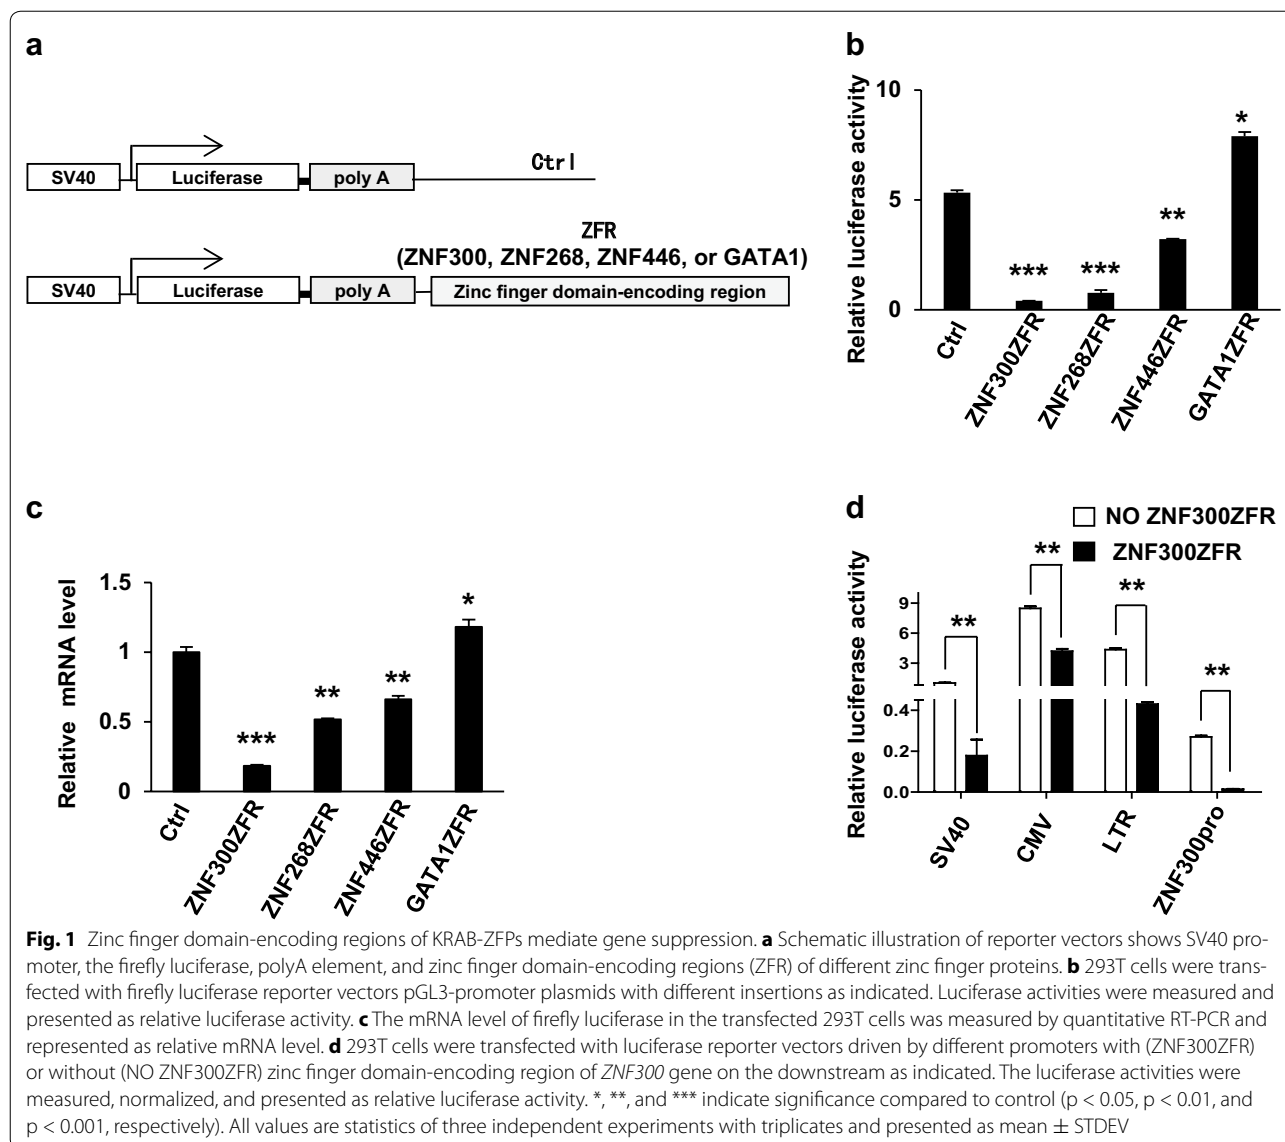 a
Ctrl
SV40 Luciferase poly A
ZFR
(ZNF300, ZNF268, ZNF446, or GATA1)
SV40 Luciferase poly A Zinc finger domain-encoding region
b
Relative luciferase activity
10
5
0
***
***
**
*
Ctrl
ZNF300ZFR
ZNF268ZFR
ZNF446ZFR
GATA1ZFR
c
Relative mRNA level
1.5
1
0.5
0
***
**
**
*
Ctrl
ZNF300ZFR
ZNF268ZFR
ZNF446ZFR
GATA1ZFR
d
NO ZNF300ZFR
ZNF300ZFR
Relative luciferase activity
9
6
3
0.4
0.2
0.0
**
**
**
**
SV40
CMV
LTR
ZNF300pro
Fig. 1 Zinc finger domain-encoding regions of KRAB-ZFPs mediate gene suppression. a Schematic illustration of reporter vectors shows SV40 pro-
moter, the firefly luciferase, polyA element, and zinc finger domain-encoding regions (ZFR) of different zinc finger proteins. b 293T cells were trans-
fected with firefly luciferase reporter vectors pGL3-promoter plasmids with different insertions as indicated. Luciferase activities were measured and
presented as relative luciferase activity. c The mRNA level of firefly luciferase in the transfected 293T cells was measured by quantitative RT-PCR and
represented as relative mRNA level. d 293T cells were transfected with luciferase reporter vectors driven by different promoters with (ZNF300ZFR)
or without (NO ZNF300ZFR) zinc finger domain-encoding region of ZNF300 gene on the downstream as indicated. The luciferase activities were
measured, normalized, and presented as relative luciferase activity. *, **, and *** indicate significance compared to control (p < 0.05, p < 0.01, and
p < 0.001, respectively). All values are statistics of three independent experiments with triplicates and presented as mean ± STDEV